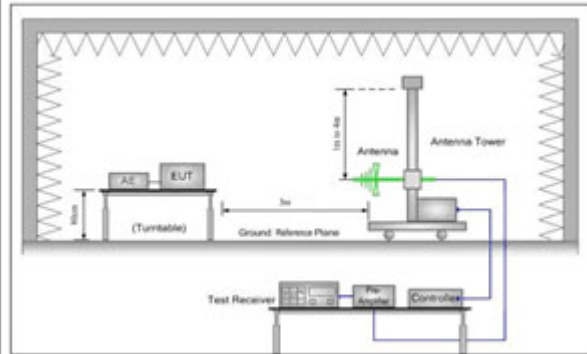 1m to 4m
Antenna
Antenna Tower
AE
EUT
80cm
(Turntable)
3m
Ground Reference Plane
Test Receiver
Pre-
Amplifier
Controller